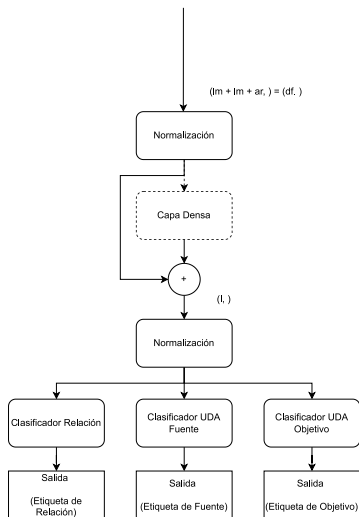 (lm + lm + ar, ) = (df. )
Normalización
Capa Densa
+
(l, )
Normalización
Clasificador Relación
Clasificador UDA
Fuente
Clasificador UDA
Objetivo
Salida
(Etiqueta de
Relación)
Salida
(Etiqueta de Fuente)
Salida
(Etiqueta de Objetivo)